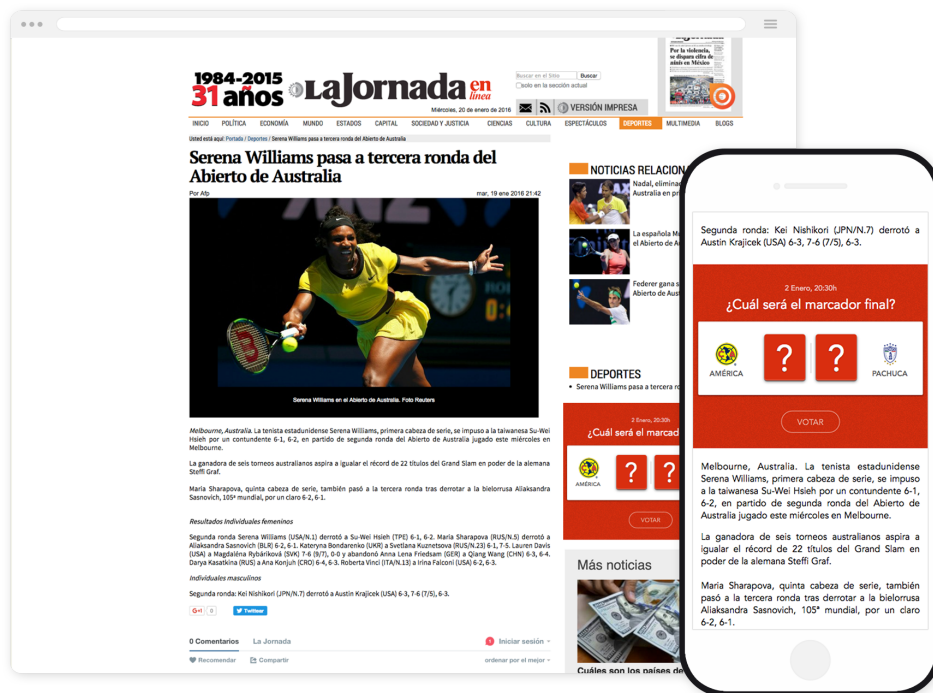 1984-2015
31 años
LaJornada en línea
Miércoles, 20 de enero de 2016
Buscar en el Sitio
Buscar
solo en la sección actual
VERSIÓN IMPRESA
Por la violencia,
se dispara cifra de
ninis en México
INICIO POLÍTICA ECONOMÍA MUNDO ESTADOS CAPITAL SOCIEDAD Y JUSTICIA CIENCIAS CULTURA ESPECTÁCULOS DEPORTES MULTIMEDIA BLOGS
Usted está aquí: Portada / Deportes / Serena Williams pasa a tercera ronda del Abierto de Australia
Serena Williams pasa a tercera ronda del
Abierto de Australia
Por Afp
mar, 19 ene 2016 21:42
Serena Williams en el Abierto de Australia. Foto Reuters
Melbourne, Australia. La tenista estadunidense Serena Williams, primera cabeza de serie, se impuso a la taiwanesa Su-Wei
Hsieh por un contundente 6-1, 6-2, en partido de segunda ronda del Abierto de Australia jugado este miércoles en
Melbourne.
La ganadora de seis torneos australianos aspira a igualar el récord de 22 títulos del Grand Slam en poder de la alemana
Steffi Graf.
Maria Sharapova, quinta cabeza de serie, también pasó a la tercera ronda tras derrotar a la bielorrusa Aliaksandra
Sasnovich, 105ª mundial, por un claro 6-2, 6-1.
Resultados Individuales femeninos
Segunda ronda Serena Williams (USA/N.1) derrotó a Su-Wei Hsieh (TPE) 6-1, 6-2. Maria Sharapova (RUS/N.5) derrotó a
Aliaksandra Sasnovich (BLR) 6-2, 6-1. Kateryna Bondarenko (UKR) a Svetlana Kuznetsova (RUS/N.23) 6-1, 7-5. Lauren Davis
(USA) a Magdaléna Rybáriková (SVK) 7-6 (9/7), 0-0 y abandonó Anna Lena Friedsam (GER) a Qiang Wang (CHN) 6-3, 6-4.
Darya Kasatkina (RUS) a Ana Konjuh (CRO) 6-4, 6-3. Roberta Vinci (ITA/N.13) a Irina Falconi (USA) 6-2, 6-3.
Individuales masculinos
Segunda ronda: Kei Nishikori (JPN/N.7) derrotó a Austin Krajicek (USA) 6-3, 7-6 (7/5), 6-3.
G+1 0
Twittear
0 Comentarios La Jornada
1 Iniciar sesión
Recomendar Compartir
ordenar por el mejor
NOTICIAS RELACION
Nadal, elimina
Australia en pr
La española M
el Abierto de A
Federer gana s
Abierto de Aust
DEPORTES
Serena Williams pasa a tercera ro
2 Enero, 20:30h
¿Cuál será el marcad
AMÉRICA
? ?
VOTAR
Más noticias
Cuáles son los países de
Segunda ronda: Kei Nishikori (JPN/N.7) derrotó a
Austin Krajicek (USA) 6-3, 7-6 (7/5), 6-3.
2 Enero, 20:30h
¿Cuál será el marcador final?
? ?
AMÉRICA PACHUCA
VOTAR
Melbourne, Australia. La tenista estadunidense
Serena Williams, primera cabeza de serie, se impuso
a la taiwanesa Su-Wei Hsieh por un contundente 6-1,
6-2, en partido de segunda ronda del Abierto de
Australia jugado este miércoles en Melbourne.
La ganadora de seis torneos australianos aspira a
igualar el récord de 22 títulos del Grand Slam en
poder de la alemana Steffi Graf.
Maria Sharapova, quinta cabeza de serie, también
pasó a la tercera ronda tras derrotar a la bielorrusa
Aliaksandra Sasnovich, 105ª mundial, por un claro
6-2, 6-1.